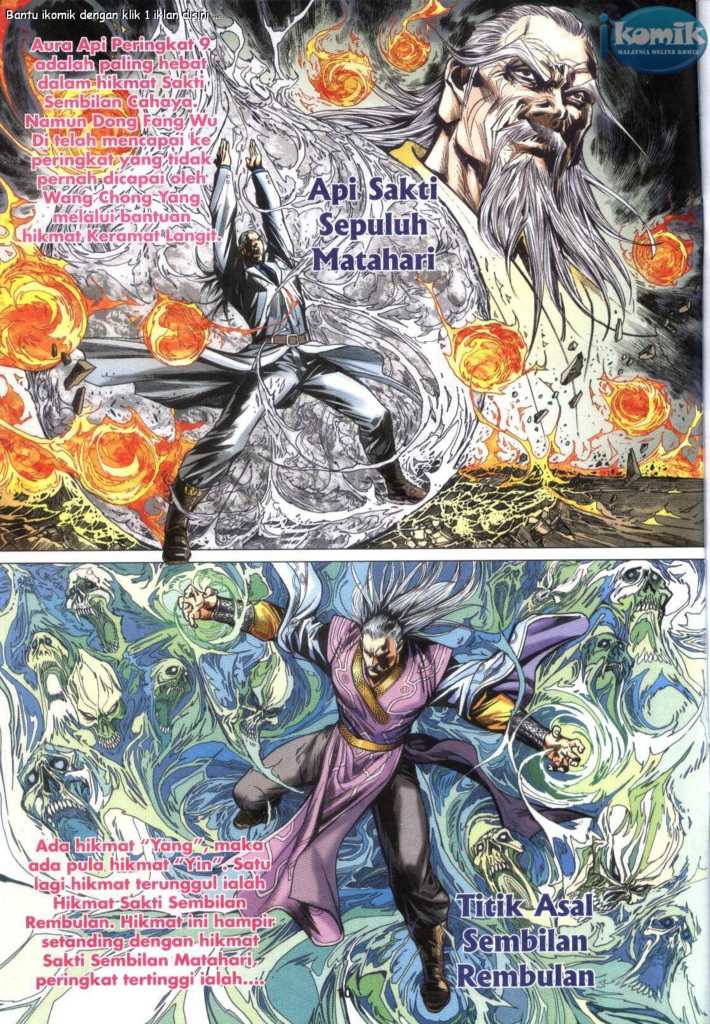 Bantu ikomik dengan klik 1 iklan disini ...
ikomik
MALAYSIA ONLINE KOMIK
Aura Api Peringkat 9
adalah paling hebat
dalam hikmat Sakti
Sembilan Cahaya.
Namun Dong Fang Wu
Di telah mencapai ke
peringkat yang tidak
pernah dicapai oleh
Wang Chong Yang
melalui bantuan
hikmat Keramat Langit.
Api Sakti
Sepuluh
Matahari
Ada hikmat "Yang", maka
ada pula hikmat "Yin". Satu
lagi hikmat terunggul ialah
Hikmat Sakti Sembilan
Rembulan. Hikmat ini hampir
setanding dengan hikmat
Sakti Sembilan Matahari,
peringkat tertinggi ialah....
Titik Asal
Sembilan
Rembulan
10